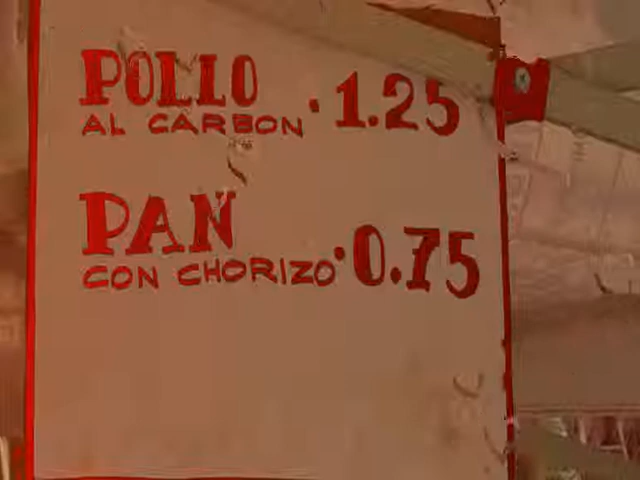 POLLO
AL CARBON · 1.25
PAN
CON CHORIZO · 0.75